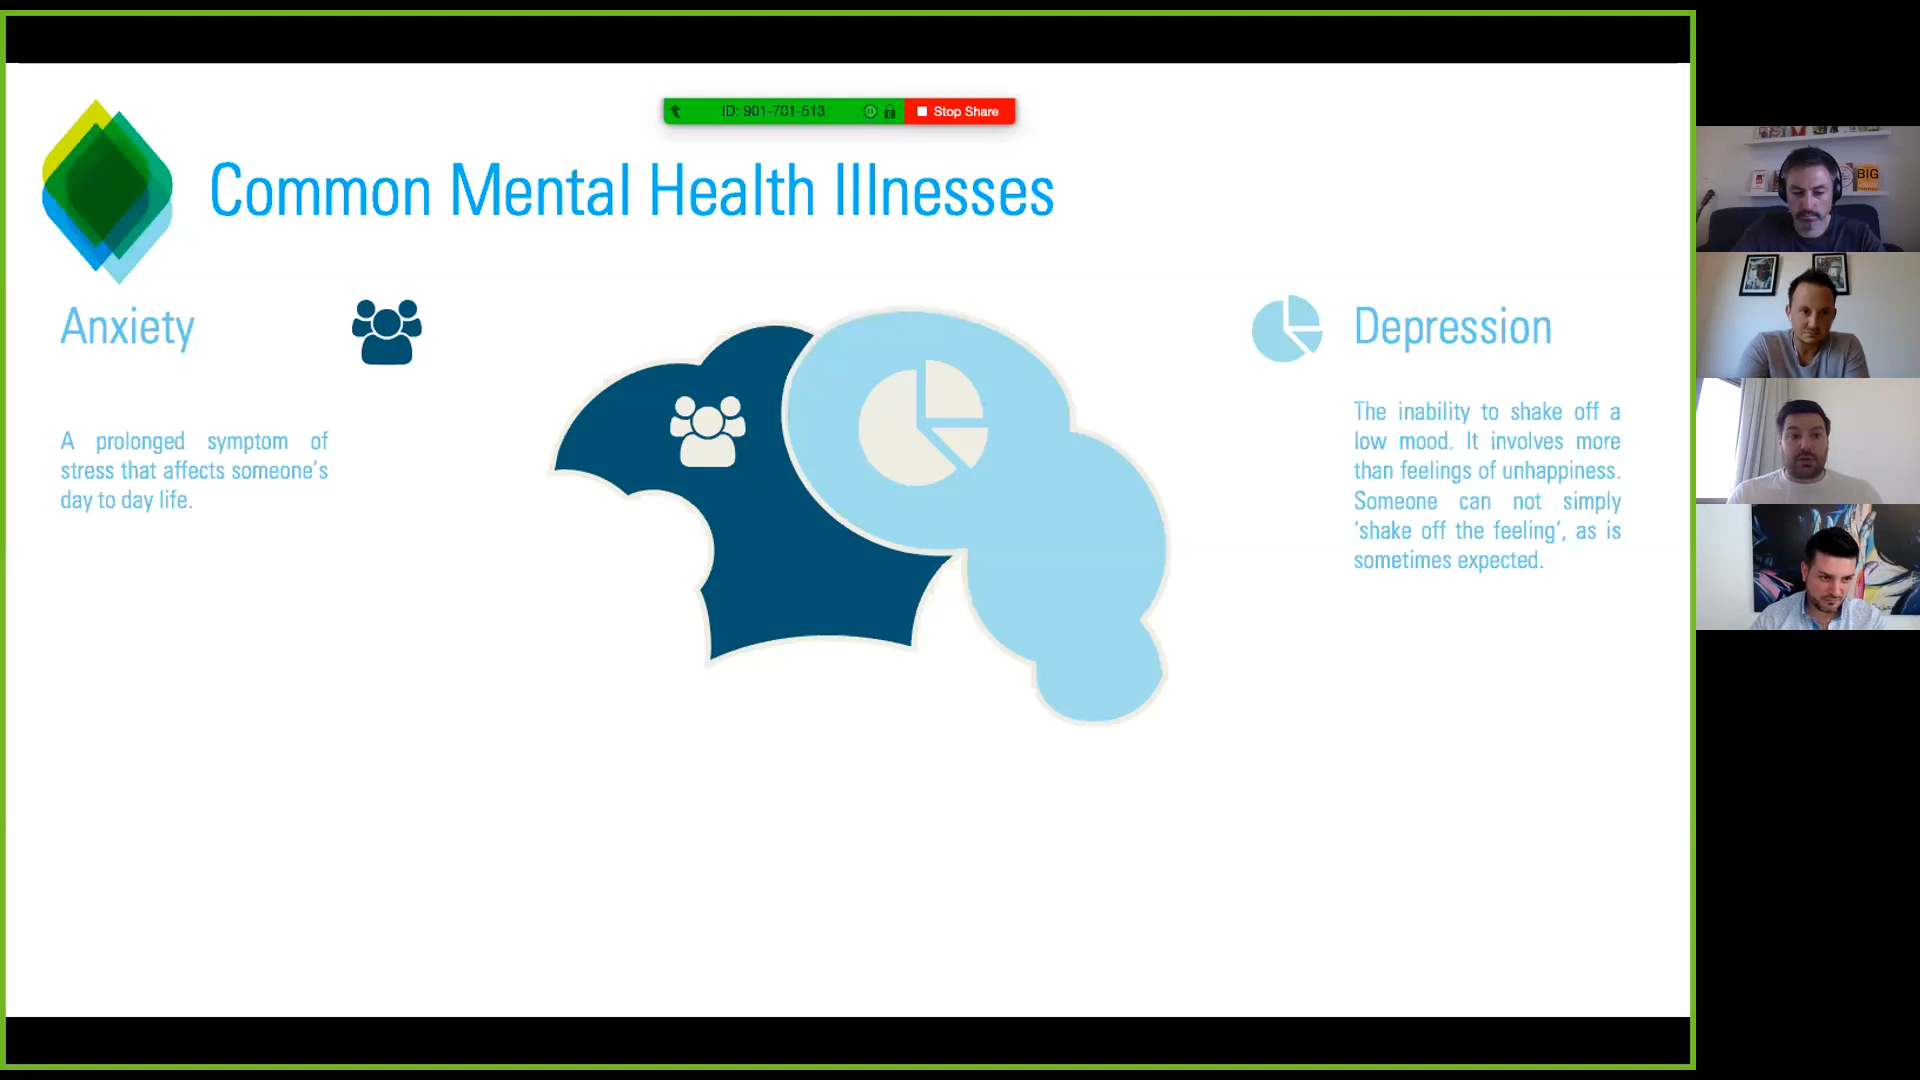 ID: 901-701-513
Stop Share
Common Mental Health Illnesses
Anxiety
A prolonged symptom of
stress that affects someone's
day to day life.
Depression
The inability to shake off a
low mood. It involves more
than feelings of unhappiness.
Someone can not simply
'shake off the feeling', as is
sometimes expected.
BIG